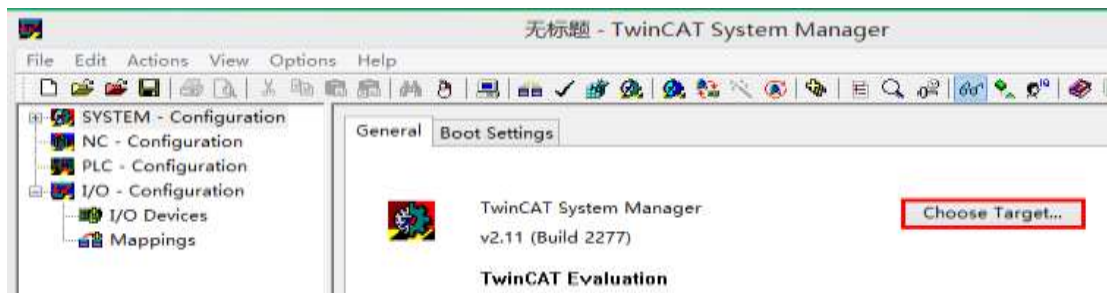 无标题 - TwinCAT System Manager
File Edit Actions View Options Help
SYSTEM - Configuration
NC - Configuration
PLC - Configuration
I/O - Configuration
I/O Devices
Mappings
General Boot Settings
TwinCAT System Manager
v2.11 (Build 2277)
TwinCAT Evaluation
Choose Target...